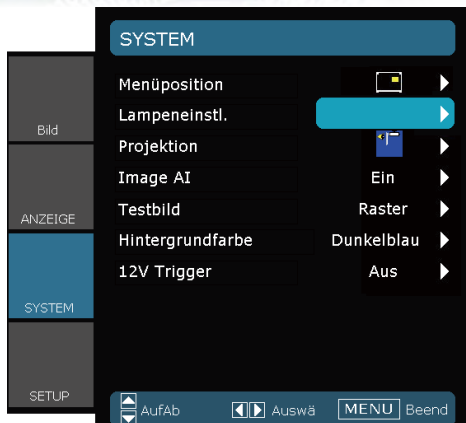 SYSTEM
Bild
ANZEIGE
SYSTEM
SETUP
Menüposition
Lampeneinstl.
Projektion
Image AI Ein
Testbild Raster
Hintergrundfarbe Dunkelblau
12V Trigger Aus
AufAb Auswä MENU Beend